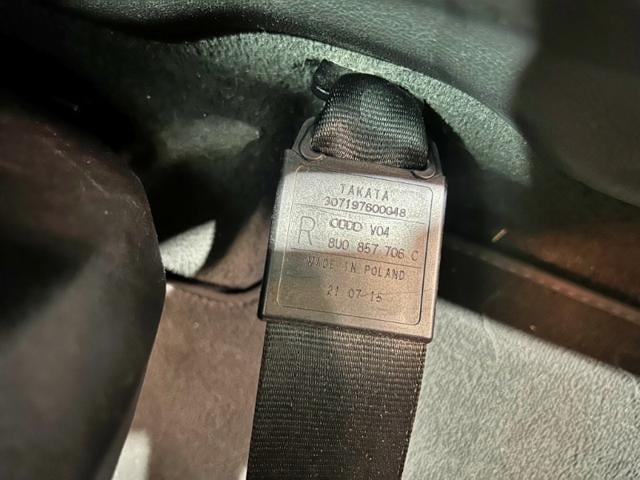 TAKATA
307197600048
R
V04
8U0 857 706 C
MADE IN POLAND
21 07 15